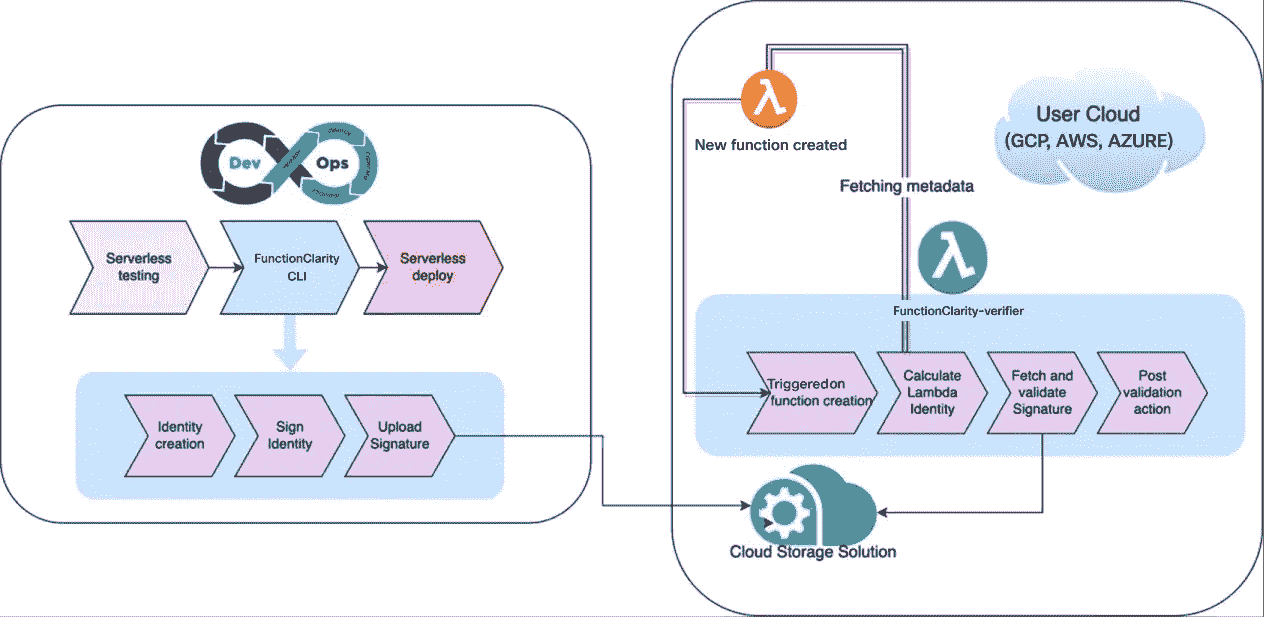 Dev
Ops
Serverless
testing
FunctionClarity
CLI
Serverless
deploy
Identity
creation
Sign
Identity
Upload
Signature
New function created
User Cloud
(GCP, AWS, AZURE)
Fetching metadata
FunctionClarity-verifier
Triggered on
function creation
Calculate
Lambda
Identity
Fetch and
validate
Signature
Post
validation
action
Cloud Storage Solution